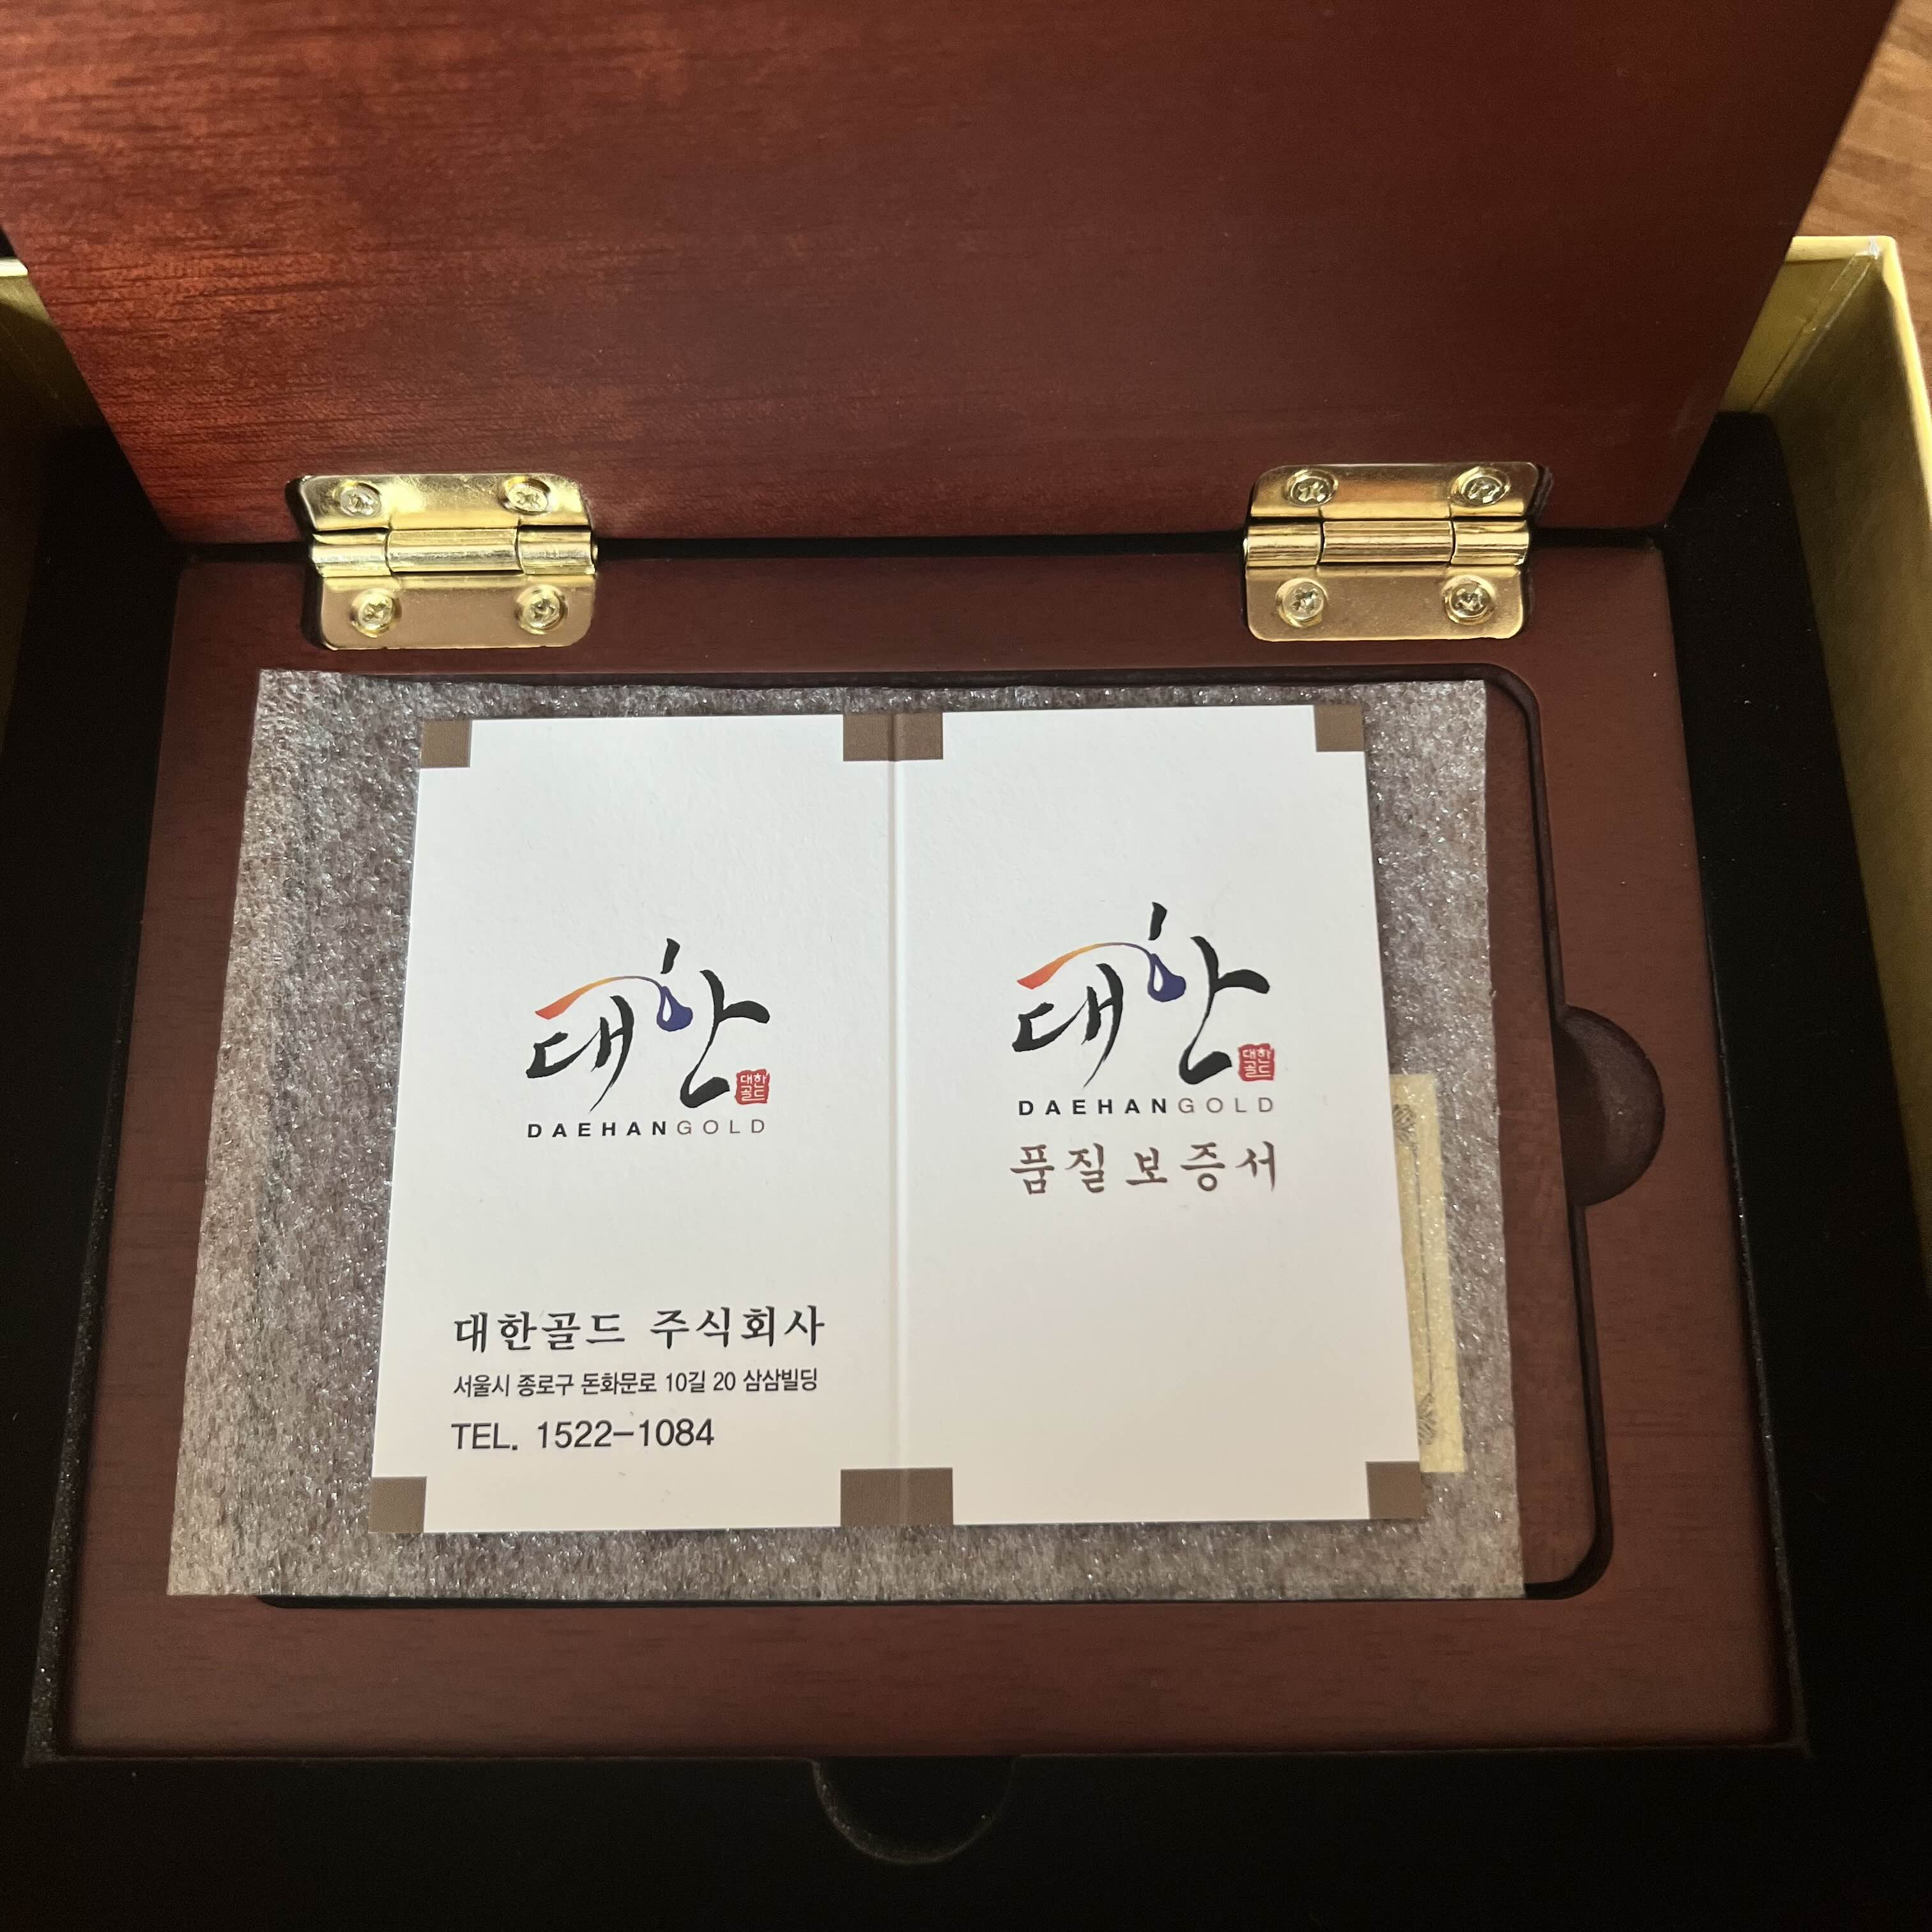 대한
대한
골드
DAEHANGOLD
대한골드 주식회사
서울시 종로구 돈화문로 10길 20 삼삼빌딩
TEL. 1522-1084
대한
대한
골드
DAEHANGOLD
품질보증서